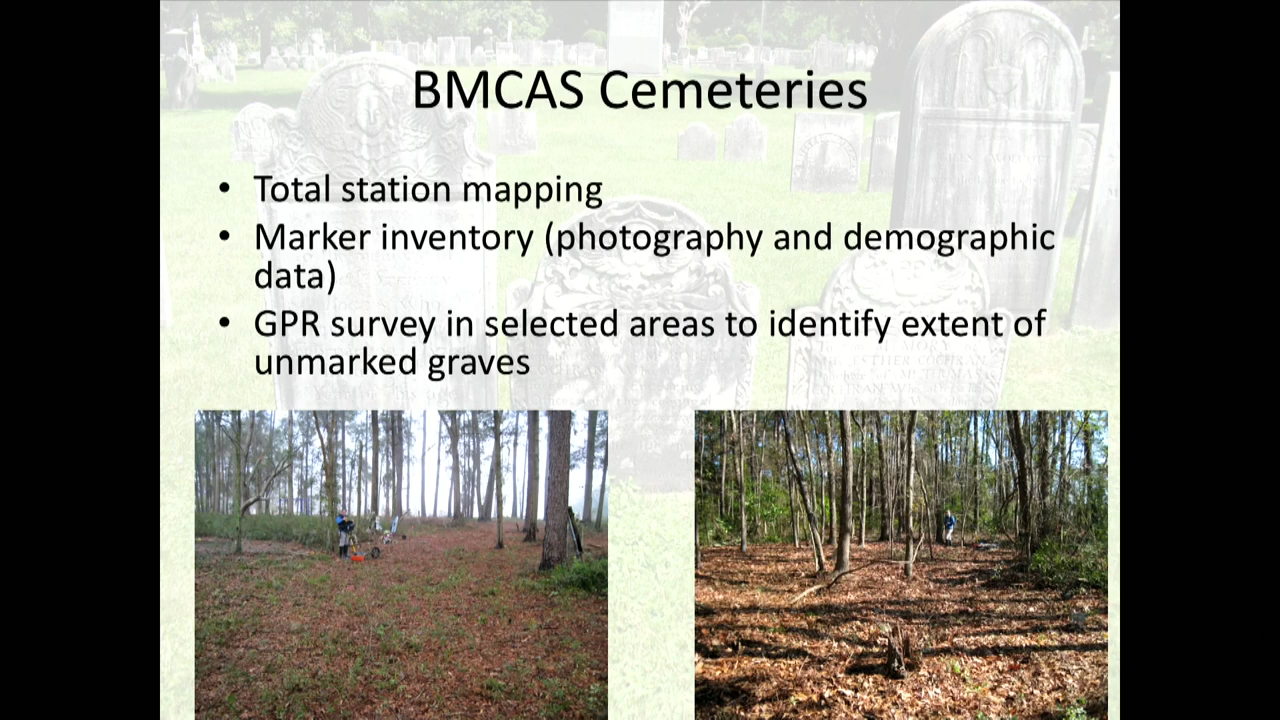 BMCAS Cemeteries
• Total station mapping
• Marker inventory (photography and demographic
data)
• GPR survey in selected areas to identify extent of
unmarked graves